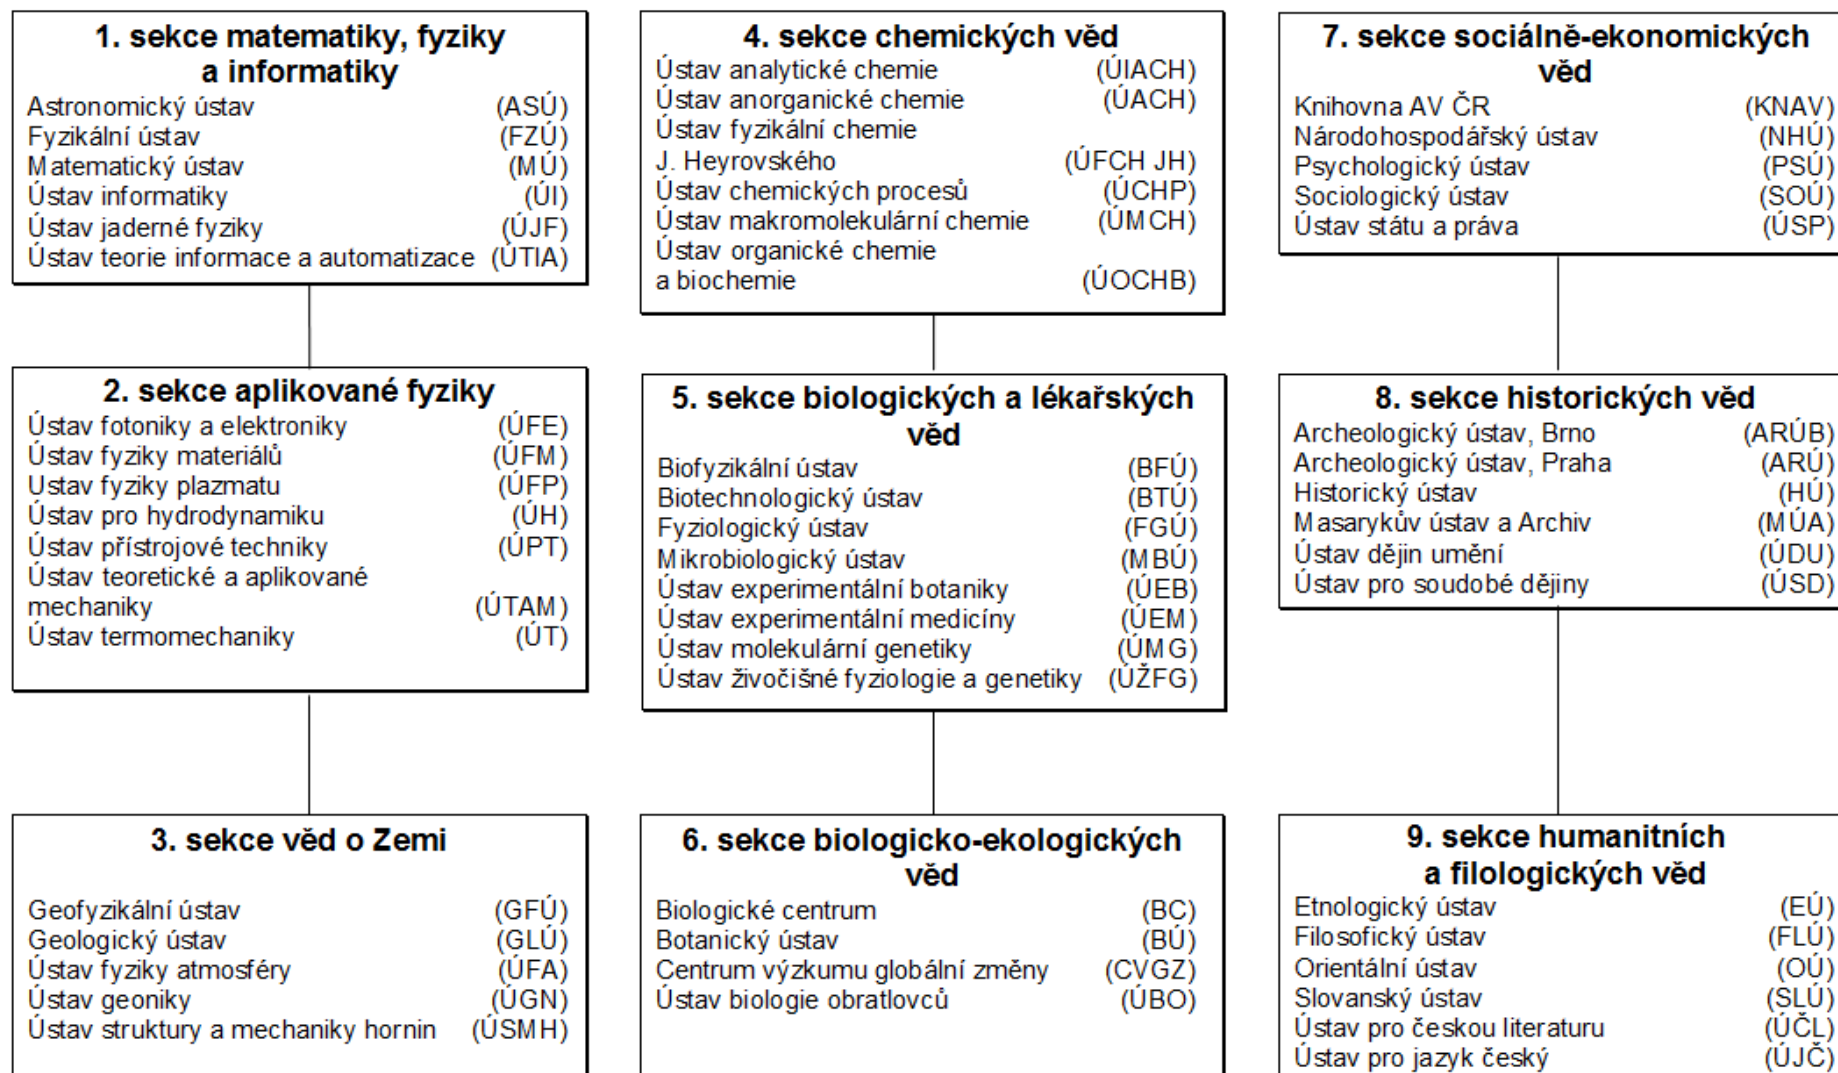 1. sekce matematiky, fyziky
a informatiky
Astronomický ústav (ASÚ)
Fyzikální ústav (FZÚ)
Matematický ústav (MÚ)
Ústav informatiky (ÚI)
Ústav jaderné fyziky (ÚJF)
Ústav teorie informace a automatizace (ÚTIA)
2. sekce aplikované fyziky
Ústav fotoniky a elektroniky (ÚFE)
Ústav fyziky materiálů (ÚFM)
Ústav fyziky plazmatu (ÚFP)
Ústav pro hydrodynamiku (ÚH)
Ústav přístrojové techniky (ÚPT)
Ústav teoretické a aplikované
mechaniky (ÚTAM)
Ústav termomechaniky (ÚT)
3. sekce věd o Zemi
Geofyzikální ústav (GFÚ)
Geologický ústav (GLÚ)
Ústav fyziky atmosféry (ÚFA)
Ústav geoniky (ÚGN)
Ústav struktury a mechaniky hornin (ÚSMH)
4. sekce chemických věd
Ústav analytické chemie (ÚIACH)
Ústav anorganické chemie (ÚACH)
Ústav fyzikální chemie
J. Heyrovského (ÚFCH JH)
Ústav chemických procesů (ÚCHP)
Ústav makromolekulární chemie (ÚMCH)
Ústav organické chemie
a biochemie (ÚOCHB)
5. sekce biologických a lékařských
věd
Biofyzikální ústav (BFÚ)
Biotechnologický ústav (BTÚ)
Fyziologický ústav (FGÚ)
Mikrobiologický ústav (MBÚ)
Ústav experimentální botaniky (ÚEB)
Ústav experimentální medicíny (ÚEM)
Ústav molekulární genetiky (ÚMG)
Ústav živočišné fyziologie a genetiky (ÚŽFG)
6. sekce biologicko-ekologických
věd
Biologické centrum (BC)
Botanický ústav (BÚ)
Centrum výzkumu globální změny (CVGZ)
Ústav biologie obratlovců (ÚBO)
7. sekce sociálně-ekonomických
věd
Knihovna AV ČR (KNAV)
Národohospodářský ústav (NHÚ)
Psychologický ústav (PSÚ)
Sociologický ústav (SOÚ)
Ústav státu a práva (ÚSP)
8. sekce historických věd
Archeologický ústav, Brno (ARÚB)
Archeologický ústav, Praha (ARÚ)
Historický ústav (HÚ)
Masarykův ústav a Archiv (MÚA)
Ústav dějin umění (ÚDU)
Ústav pro soudobé dějiny (ÚSD)
9. sekce humanitních
a filologických věd
Etnologický ústav (EÚ)
Filosofický ústav (FLÚ)
Orientální ústav (OÚ)
Slovanský ústav (SLÚ)
Ústav pro českou literaturu (ÚČL)
Ústav pro jazyk český (ÚJČ)